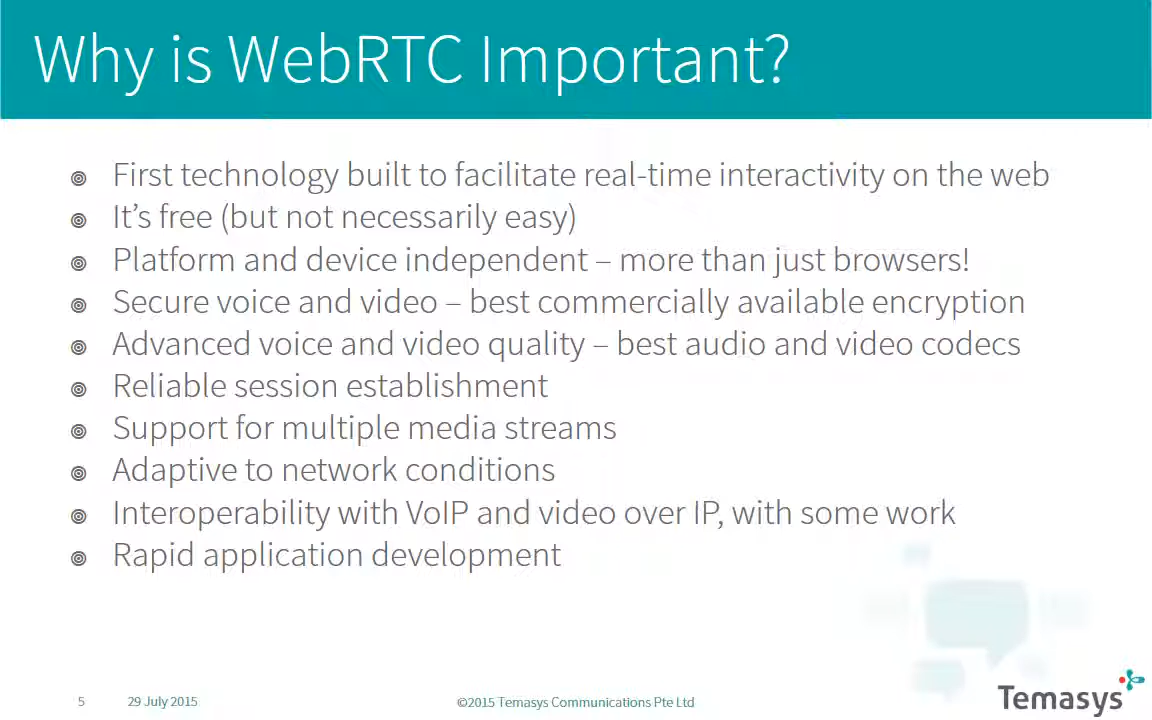 Why is WebRTC Important?
First technology built to facilitate real-time interactivity on the web
It’s free (but not necessarily easy)
Platform and device independent – more than just browsers!
Secure voice and video – best commercially available encryption
Advanced voice and video quality – best audio and video codecs
Reliable session establishment
Support for multiple media streams
Adaptive to network conditions
Interoperability with VoIP and video over IP, with some work
Rapid application development
5 29 July 2015 ©2015 Temasys Communications Pte Ltd
Temasys